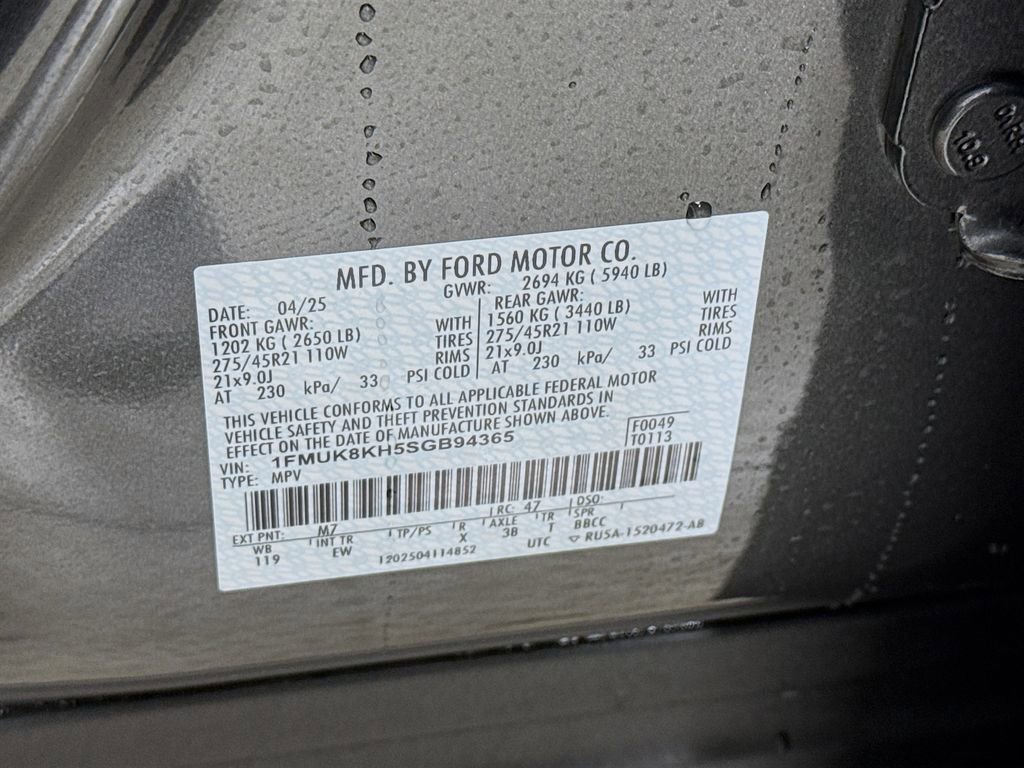 MFD. BY FORD MOTOR CO.
DATE: 04/25 GVWR: 2694 KG ( 5940 LB)
FRONT GAWR: REAR GAWR:
1202 KG ( 2650 LB) WITH 1560 KG ( 3440 LB) WITH
275/45R21 110W TIRES 275/45R21 110W TIRES
21x9.0J RIMS 21x9.0J RIMS
AT 230 kPa/ 33 PSI COLD AT 230 kPa/ 33 PSI COLD
THIS VEHICLE CONFORMS TO ALL APPLICABLE FEDERAL MOTOR
VEHICLE SAFETY AND THEFT PREVENTION STANDARDS IN
EFFECT ON THE DATE OF MANUFACTURE SHOWN ABOVE.
VIN: 1FMUK8KH5SGB94365 F0049
TYPE: MPV T0113
EXT PNT: M7 RC: 47 DSO:
WB INT TR TP/PS R AXLE TR SPR
119 EW X 3B T BBCC
1202504114852 UTC ▽ RU5A-1520472-AB
10.9